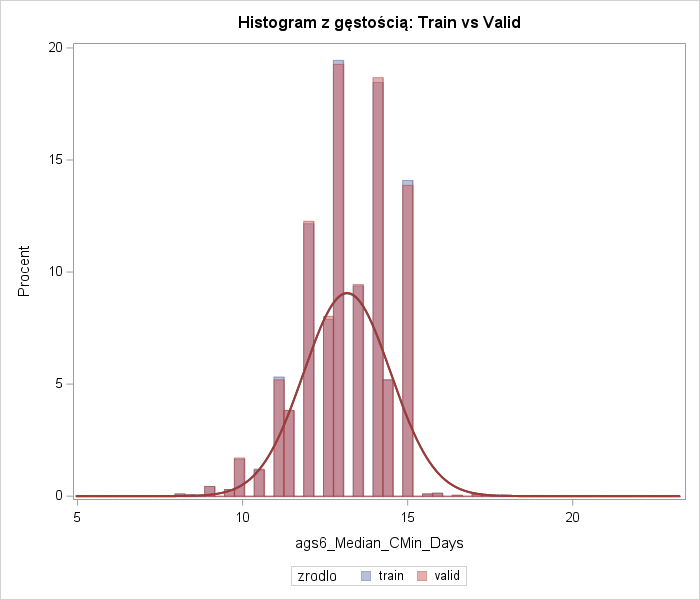 Histogram z gęstością: Train vs Valid
20
15
10
5
0
Procent
5 10 15 20
ags6_Median_CMin_Days
zrodlo train valid